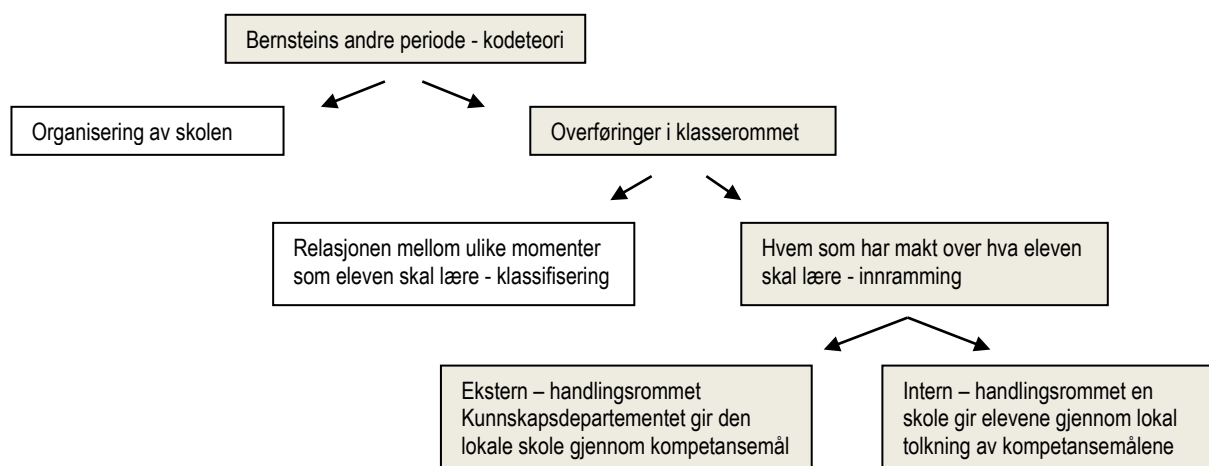 Bernsteins andre periode - kodeteori
Organisering av skolen
Overføringer i klasserommet
Relasjonen mellom ulike momenter
som eleven skal lære - klassifisering
Hvem som har makt over hva eleven
skal lære - innramming
Ekstern – handlingsrommet
Kunnskapsdepartementet gir den
lokale skole gjennom kompetansemål
Intern – handlingsrommet en
skole gir elevene gjennom lokal
tolkning av kompetansemålene